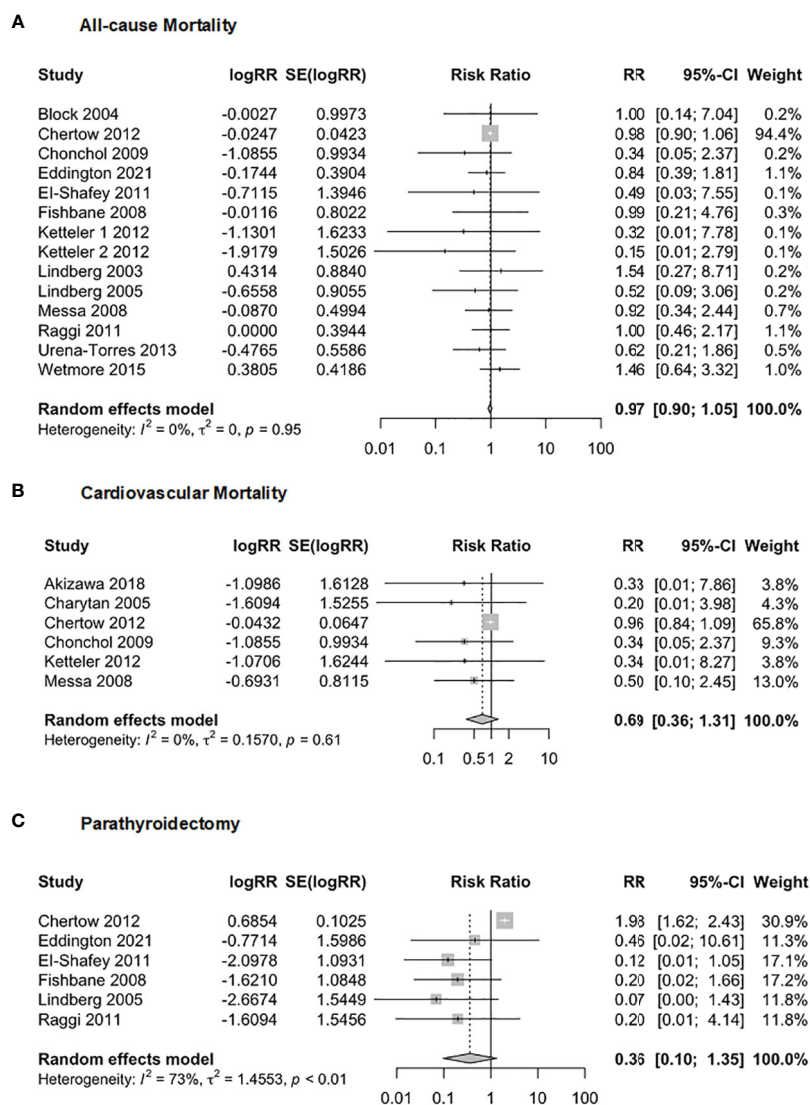 A All-cause Mortality
Study logRR SE(logRR) Risk Ratio RR 95%-CI Weight
Block 2004 -0.0027 0.9973 1.00 [0.14; 7.04] 0.2%
Chertow 2012 -0.0247 0.0423 0.98 [0.90; 1.06] 94.4%
Chonchol 2009 -1.0855 0.9934 0.34 [0.05; 2.37] 0.2%
Eddington 2021 -0.1744 0.3904 0.84 [0.39; 1.81] 1.1%
El-Shafey 2011 -0.7115 1.3946 0.49 [0.03; 7.55] 0.1%
Fishbane 2008 -0.0116 0.8022 0.99 [0.21; 4.76] 0.3%
Ketteler 1 2012 -1.1301 1.6233 0.32 [0.01; 7.78] 0.1%
Ketteler 2 2012 -1.9179 1.5026 0.15 [0.01; 2.79] 0.1%
Lindberg 2003 0.4314 0.8840 1.54 [0.27; 8.71] 0.2%
Lindberg 2005 -0.6558 0.9055 0.52 [0.09; 3.06] 0.2%
Messa 2008 -0.0870 0.4994 0.92 [0.34; 2.44] 0.7%
Raggi 2011 0.0000 0.3944 1.00 [0.46; 2.17] 1.1%
Urena-Torres 2013 -0.4765 0.5586 0.62 [0.21; 1.86] 0.5%
Wetmore 2015 0.3805 0.4186 1.46 [0.64; 3.32] 1.0%
Random effects model 0.97 [0.90; 1.05] 100.0%
Heterogeneity: I² = 0%, τ² = 0, p = 0.95
0.01 0.1 1 10 100
B Cardiovascular Mortality
Study logRR SE(logRR) Risk Ratio RR 95%-CI Weight
Akizawa 2018 -1.0986 1.6128 0.33 [0.01; 7.86] 3.8%
Charytan 2005 -1.6094 1.5255 0.20 [0.01; 3.98] 4.3%
Chertow 2012 -0.0432 0.0647 0.96 [0.84; 1.09] 65.8%
Chonchol 2009 -1.0855 0.9934 0.34 [0.05; 2.37] 9.3%
Ketteler 2012 -1.0706 1.6244 0.34 [0.01; 8.27] 3.8%
Messa 2008 -0.6931 0.8115 0.50 [0.10; 2.45] 13.0%
Random effects model 0.69 [0.36; 1.31] 100.0%
Heterogeneity: I² = 0%, τ² = 0.1570, p = 0.61
0.1 0.5 1 2 10
C Parathyroidectomy
Study logRR SE(logRR) Risk Ratio RR 95%-CI Weight
Chertow 2012 0.6854 0.1025 1.98 [1.62; 2.43] 30.9%
Eddington 2021 -0.7714 1.5986 0.46 [0.02; 10.61] 11.3%
El-Shafey 2011 -2.0978 1.0931 0.12 [0.01; 1.05] 17.1%
Fishbane 2008 -1.6210 1.0848 0.20 [0.02; 1.66] 17.2%
Lindberg 2005 -2.6674 1.5449 0.07 [0.00; 1.43] 11.8%
Raggi 2011 -1.6094 1.5456 0.20 [0.01; 4.14] 11.8%
Random effects model 0.36 [0.10; 1.35] 100.0%
Heterogeneity: I² = 73%, τ² = 1.4553, p < 0.01
0.01 0.1 1 10 100